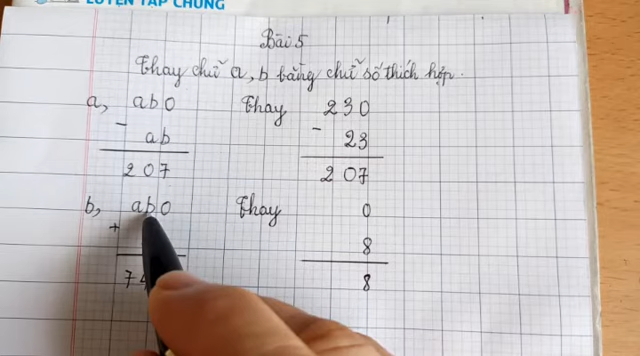 LUYỆN TẬP CHUNG
Bài 5
Thay chữ a, b bằng chữ số thích hợp.
a, ab0 Thay 230
- ab - 23
207 207
b, ab0 Thay 0
+ 8
7 8